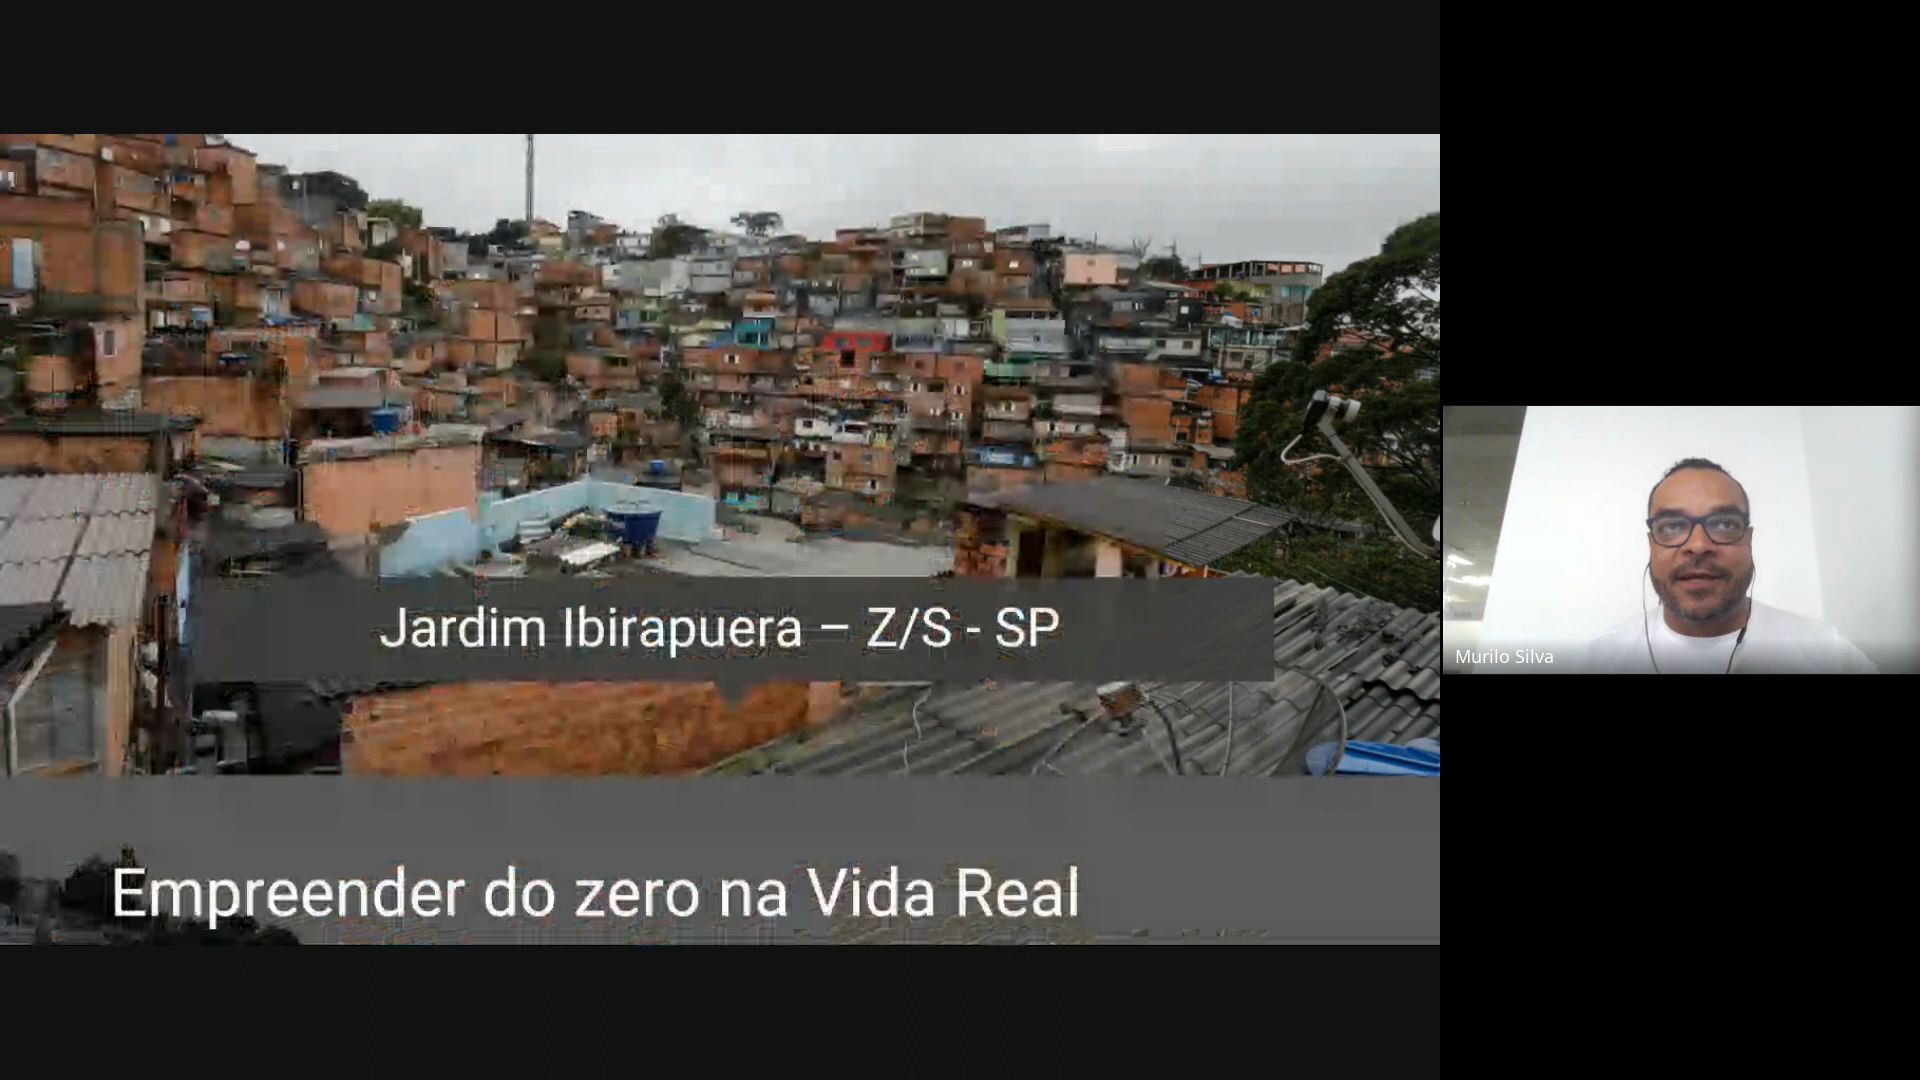 Jardim Ibirapuera – Z/S - SP
Empreender do zero na Vida Real
Murilo Silva